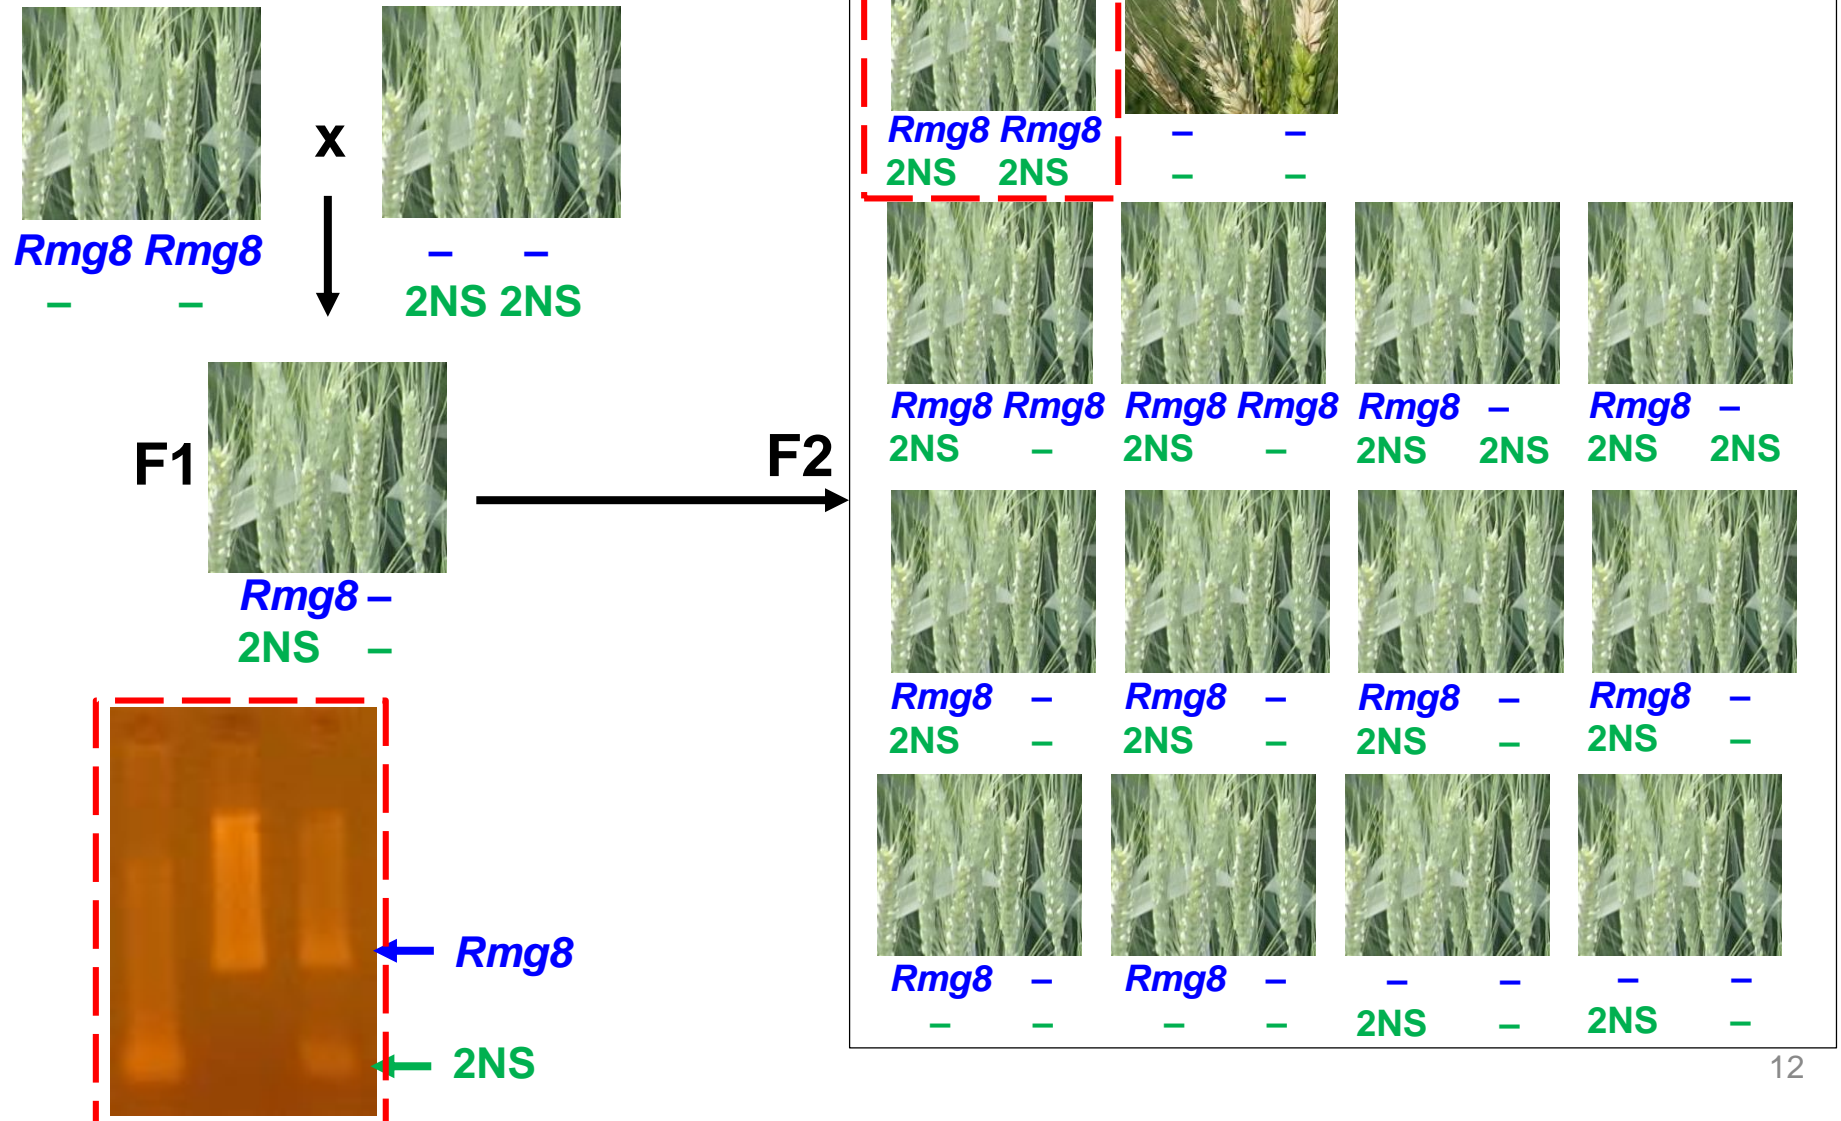 x
Rmg8 Rmg8
– –
– –
2NS 2NS
F1
Rmg8 –
2NS –
Rmg8
2NS
F2
Rmg8 Rmg8 – –
2NS 2NS – –
Rmg8 Rmg8 Rmg8 Rmg8 Rmg8 – Rmg8 –
2NS – 2NS – 2NS 2NS 2NS 2NS
Rmg8 – Rmg8 – Rmg8 – Rmg8 –
2NS – 2NS – 2NS – 2NS –
Rmg8 – Rmg8 – – – – –
– – – – 2NS – 2NS –
12